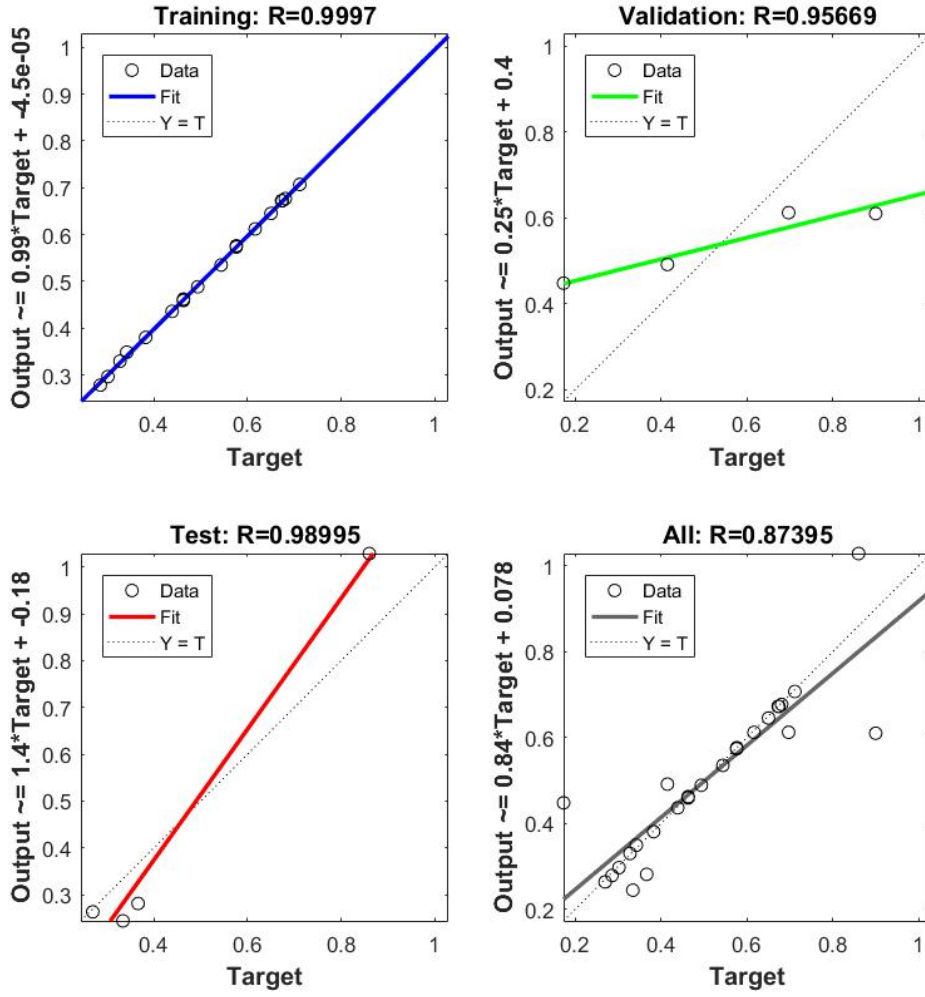 Training: R=0.9997
Output ~= 0.99*Target + -4.5e-05
1
0.9
0.8
0.7
0.6
0.5
0.4
0.3
Data
Fit
Y = T
0.4
0.6
0.8
1
Target
Validation: R=0.95669
Output ~= 0.25*Target + 0.4
1
0.8
0.6
0.4
0.2
Data
Fit
Y = T
0.2
0.4
0.6
0.8
1
Target
Test: R=0.98995
Output ~= 1.4*Target + -0.18
1
0.9
0.8
0.7
0.6
0.5
0.4
0.3
Data
Fit
Y = T
0.4
0.6
0.8
1
Target
All: R=0.87395
Output ~= 0.84*Target + 0.078
1
0.8
0.6
0.4
0.2
Data
Fit
Y = T
0.2
0.4
0.6
0.8
1
Target